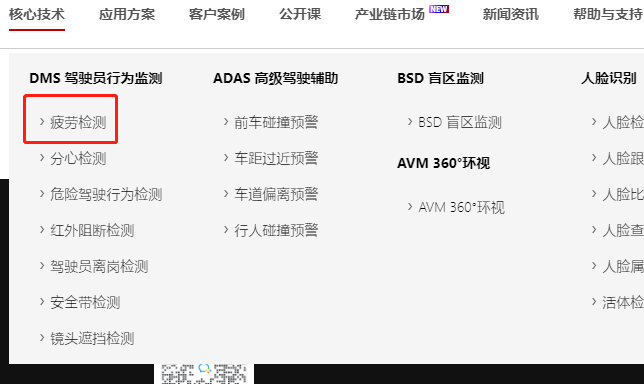 核心技术 应用方案 客户案例 公开课 产业链市场 NEW 新闻资讯 帮助与支持
DMS 驾驶员行为监测
› 疲劳检测
› 分心检测
› 危险驾驶行为检测
› 红外阻断检测
› 驾驶员离岗检测
› 安全带检测
› 镜头遮挡检测
ADAS 高级驾驶辅助
› 前车碰撞预警
› 车距过近预警
› 车道偏离预警
› 行人碰撞预警
BSD 盲区监测
› BSD 盲区监测
AVM 360°环视
› AVM 360°环视
人脸识别
› 人脸检
› 人脸跟
› 人脸比
› 人脸查
› 人脸属
› 活体检